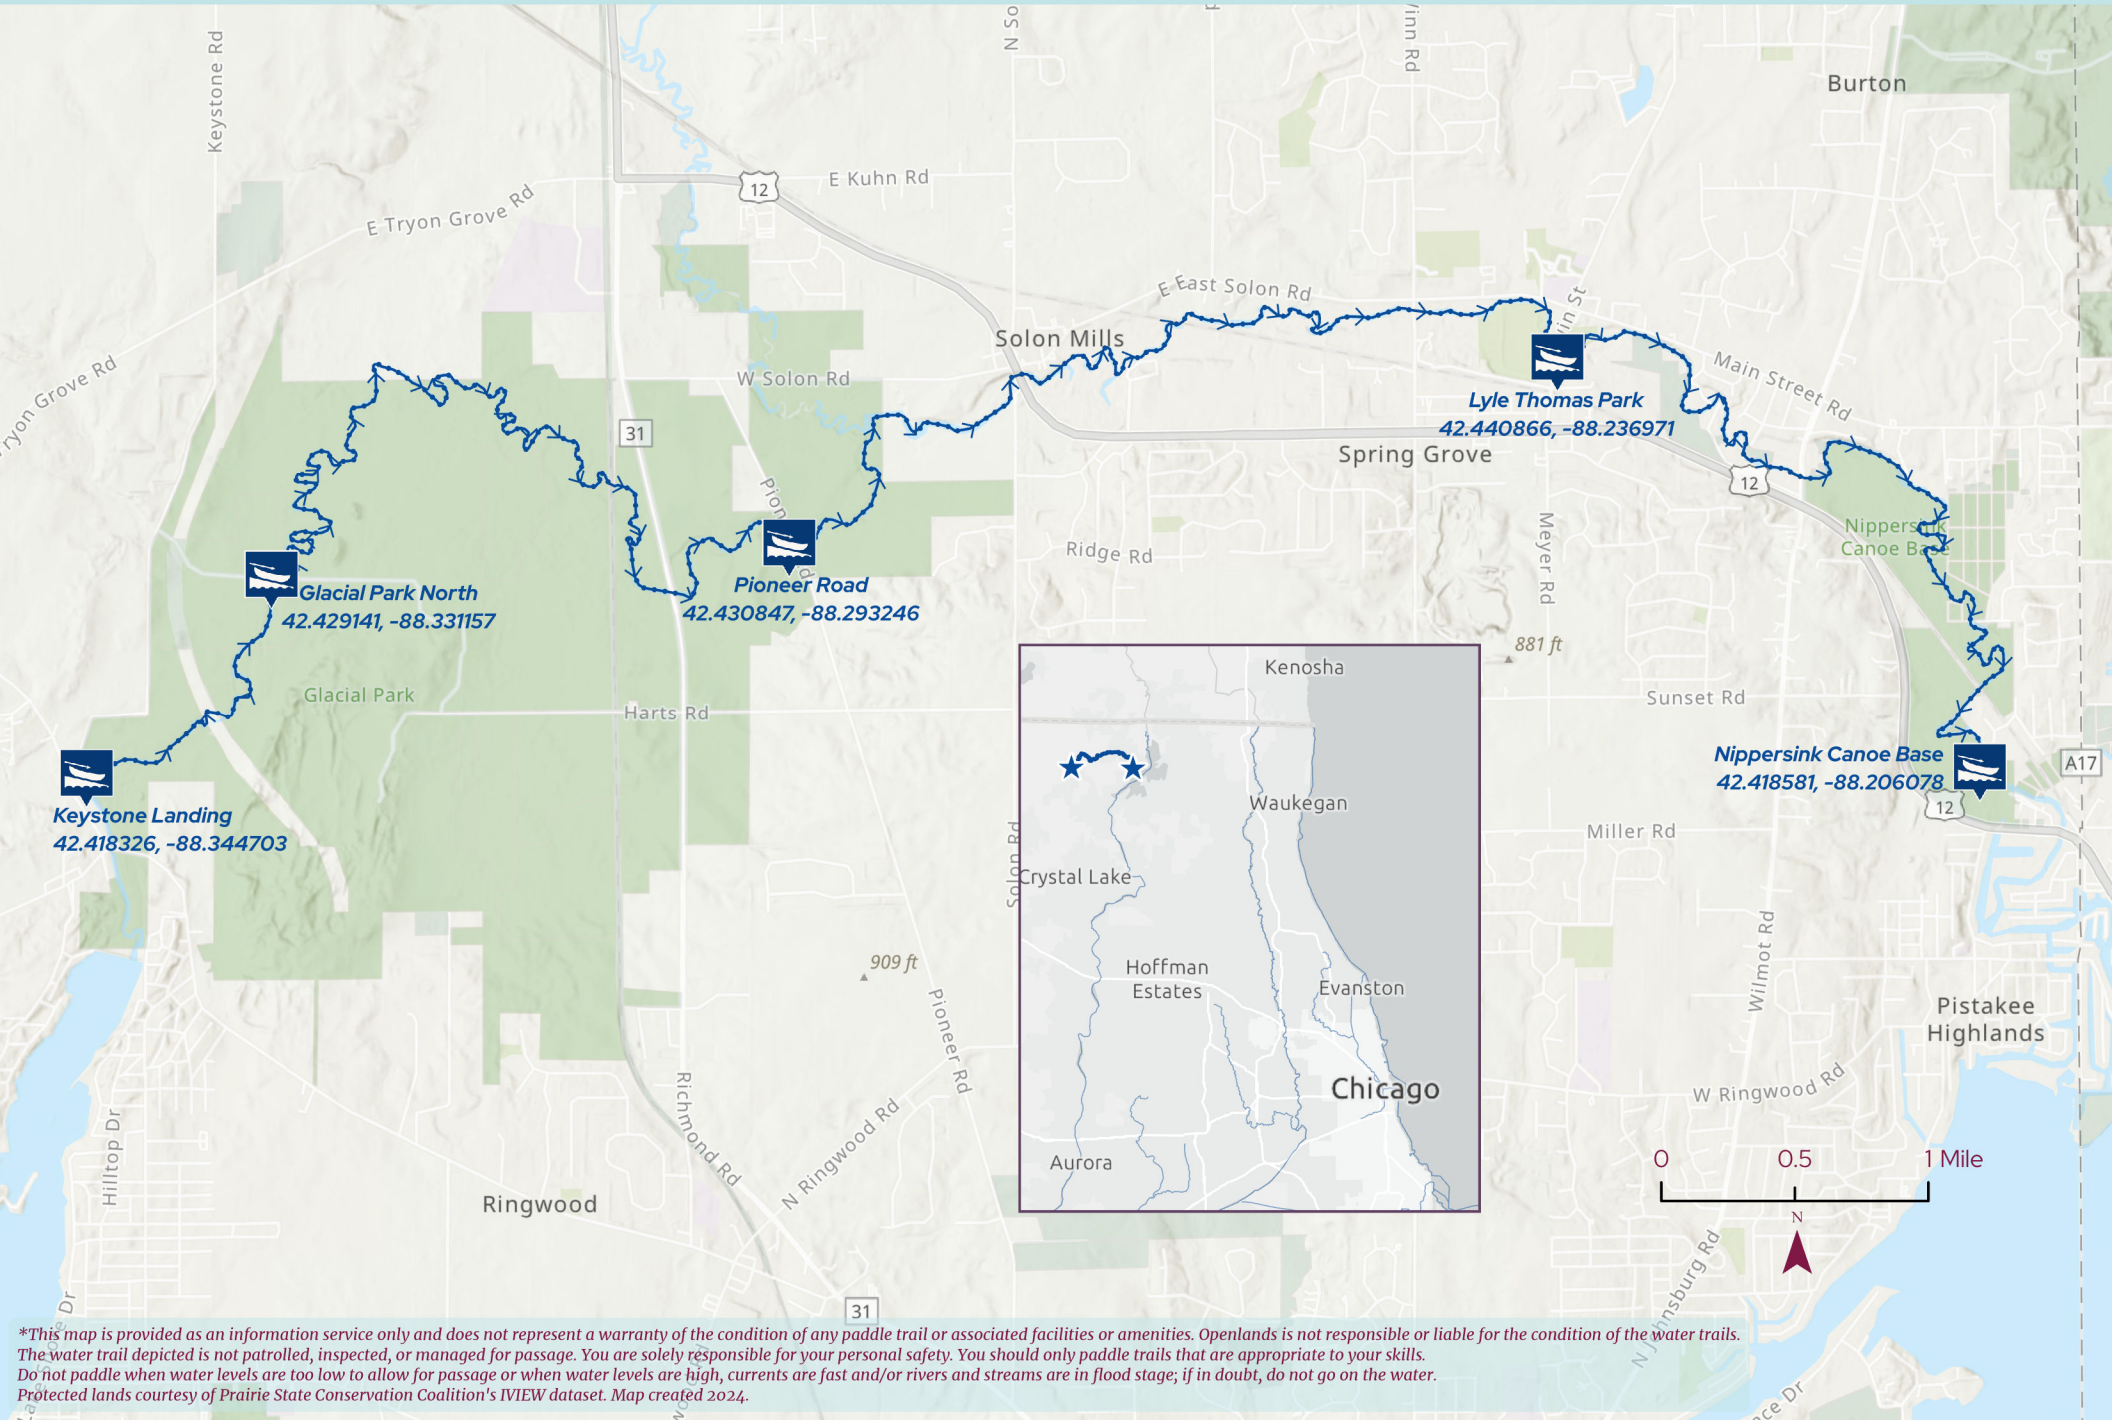 Keystone Rd
N So
inn Rd
Burton
12
E Kuhn Rd
E Tryon Grove Rd
E East Solon Rd
Solon Mills
W Solon Rd
ryon Grove Rd
31
Main Street Rd
Lyle Thomas Park
42.440866, -88.236971
Spring Grove
12
Pion
Nippersink
Canoe Base
Ridge Rd
Meyer Rd
Glacial Park North
42.429141, -88.331157
Pioneer Road
42.430847, -88.293246
881 ft
Glacial Park
Harts Rd
Sunset Rd
Kenosha
Nippersink Canoe Base
42.418581, -88.206078
A17
12
Keystone Landing
42.418326, -88.344703
Waukegan
Miller Rd
Solon Rd
Crystal Lake
909 ft
Hoffman
Estates
Evanston
Wilmot Rd
Pistakee
Highlands
Pioneer Rd
Richmond Rd
Chicago
W Ringwood Rd
Hilltop Dr
N Ringwood Rd
Aurora
0 0.5 1 Mile
Ringwood
N
N Johnsburg Rd
31
*This map is provided as an information service only and does not represent a warranty of the condition of any paddle trail or associated facilities or amenities. Openlands is not responsible or liable for the condition of the water trails.
The water trail depicted is not patrolled, inspected, or managed for passage. You are solely responsible for your personal safety. You should only paddle trails that are appropriate to your skills.
Do not paddle when water levels are too low to allow for passage or when water levels are high, currents are fast and/or rivers and streams are in flood stage; if in doubt, do not go on the water.
Protected lands courtesy of Prairie State Conservation Coalition's IVIEW dataset. Map created 2024.